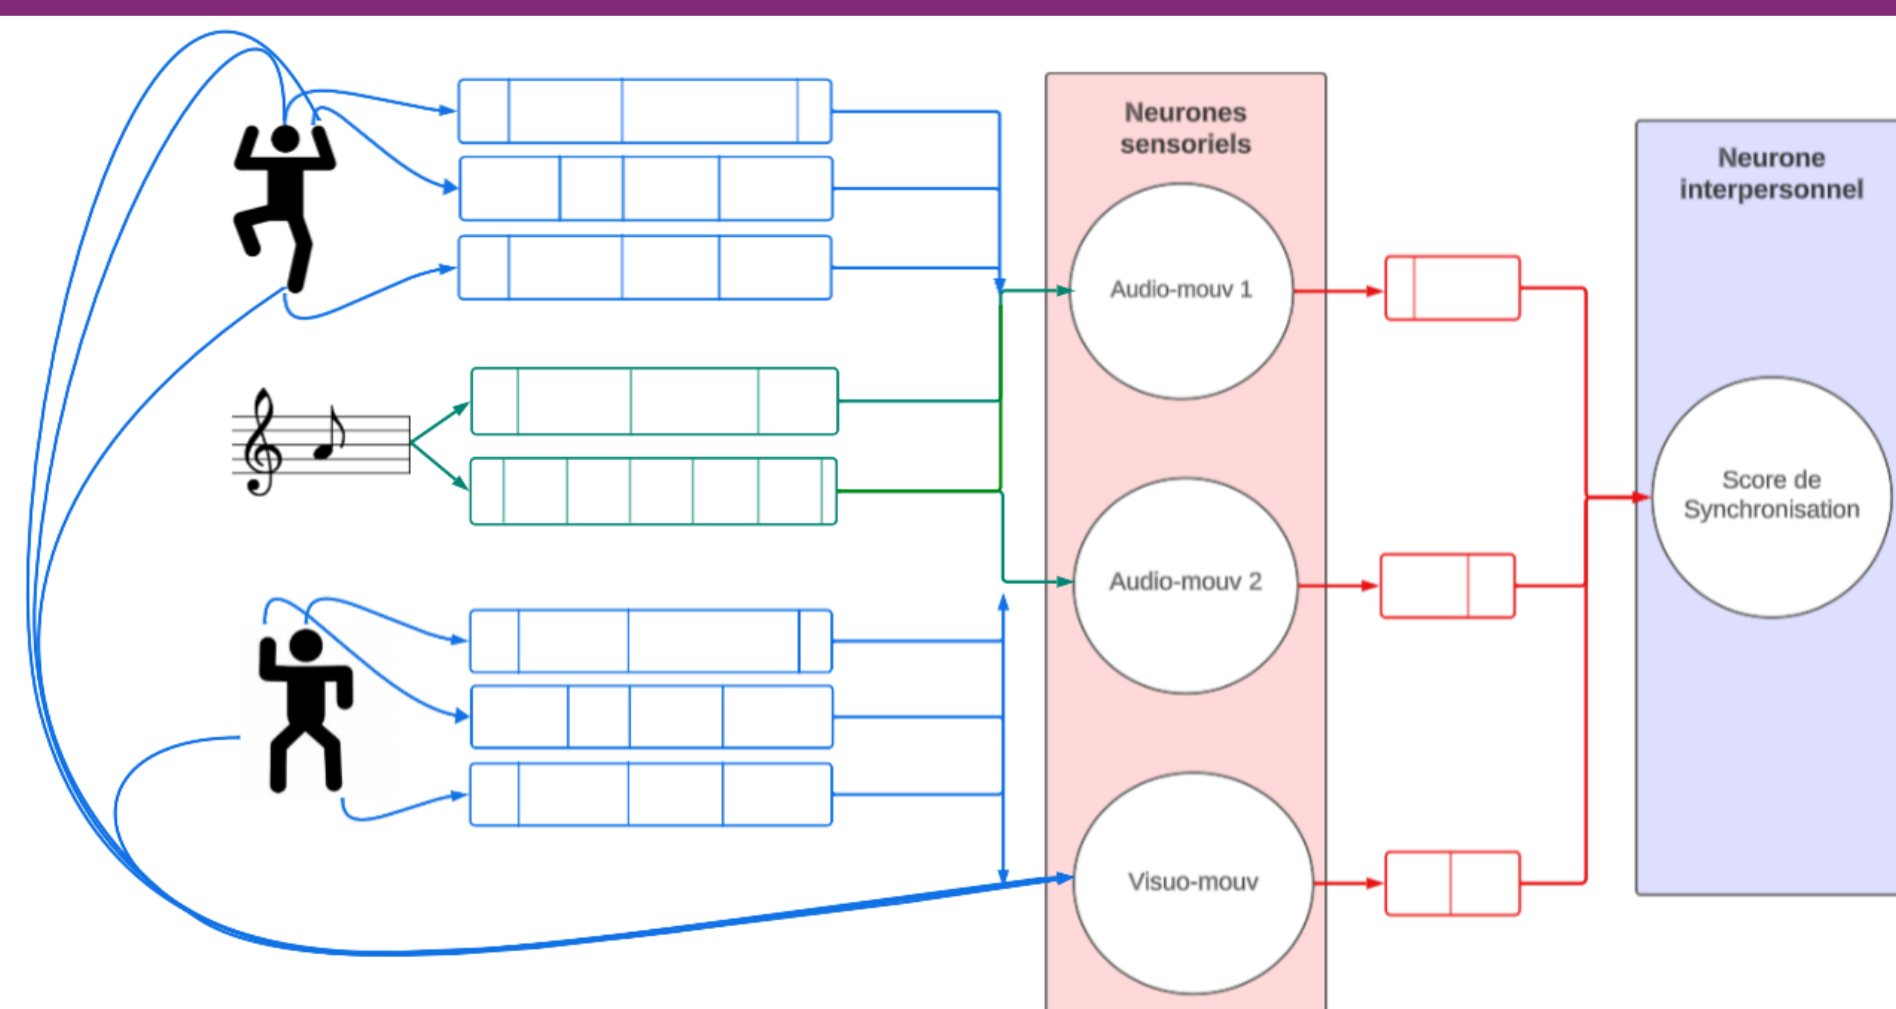 Neurones
sensoriels
Audio-mouv 1
Audio-mouv 2
Visuo-mouv
Neurone
interpersonnel
Score de
Synchronisation